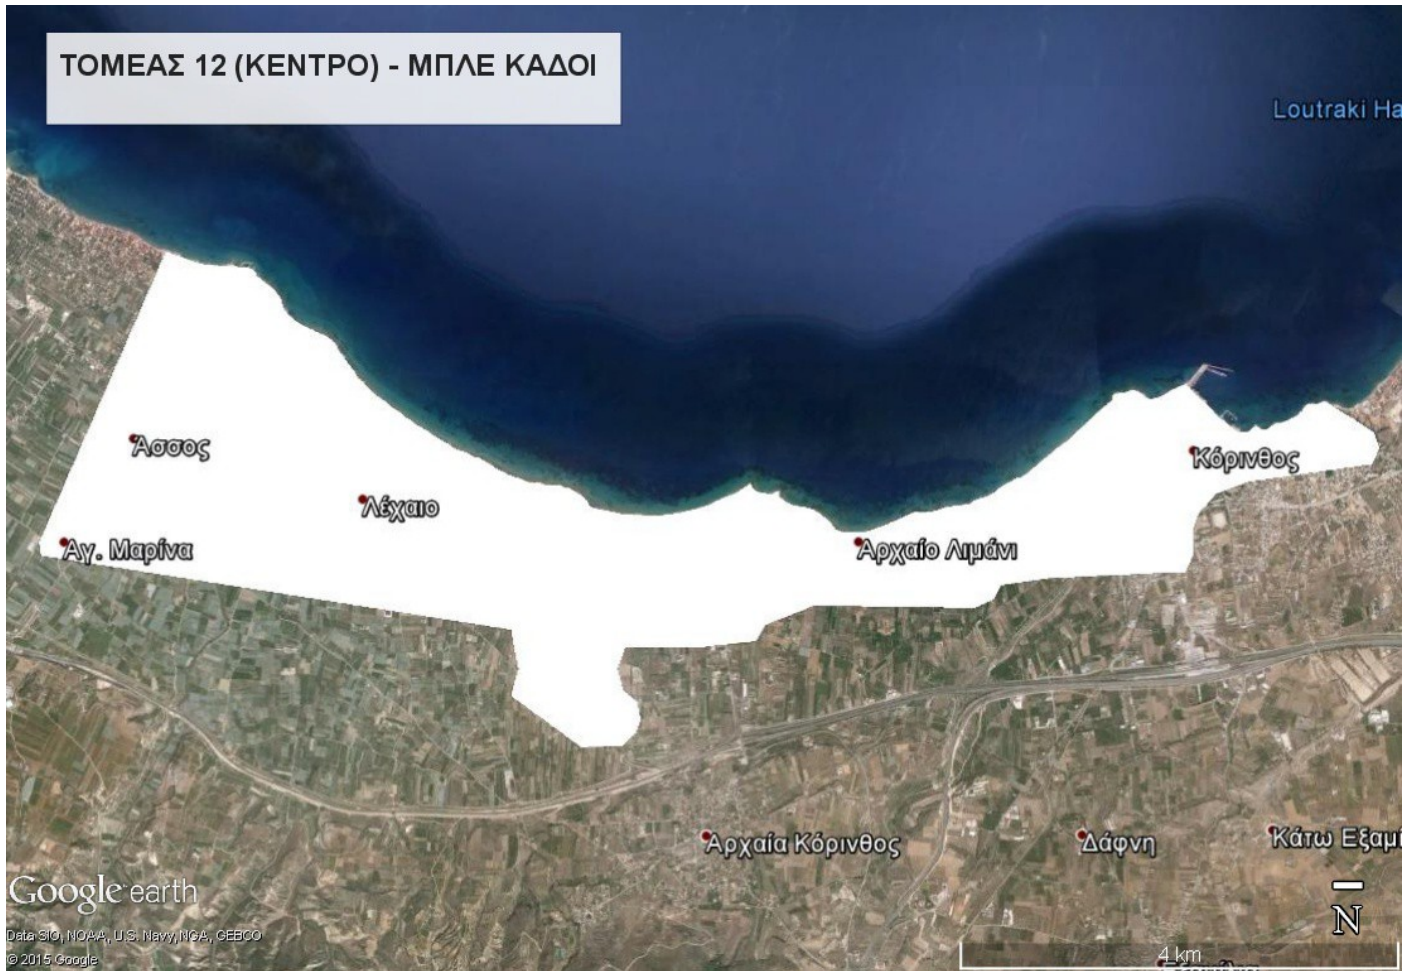 ΤΟΜΕΑΣ 12 (ΚΕΝΤΡΟ) - ΜΠΛΕ ΚΑΔΟΙ
Loutraki Ha
Άσσος
Κόρινθος
Λέχαιο
Αγ. Μαρίνα
Αρχαίο Λιμάνι
Αρχαία Κόρινθος
Δάφνη
Κάτω Εξαμί
Google earth
N
Data SIO, NOAA, U.S. Navy, NGA, GEBCO
© 2015 Google
4 km